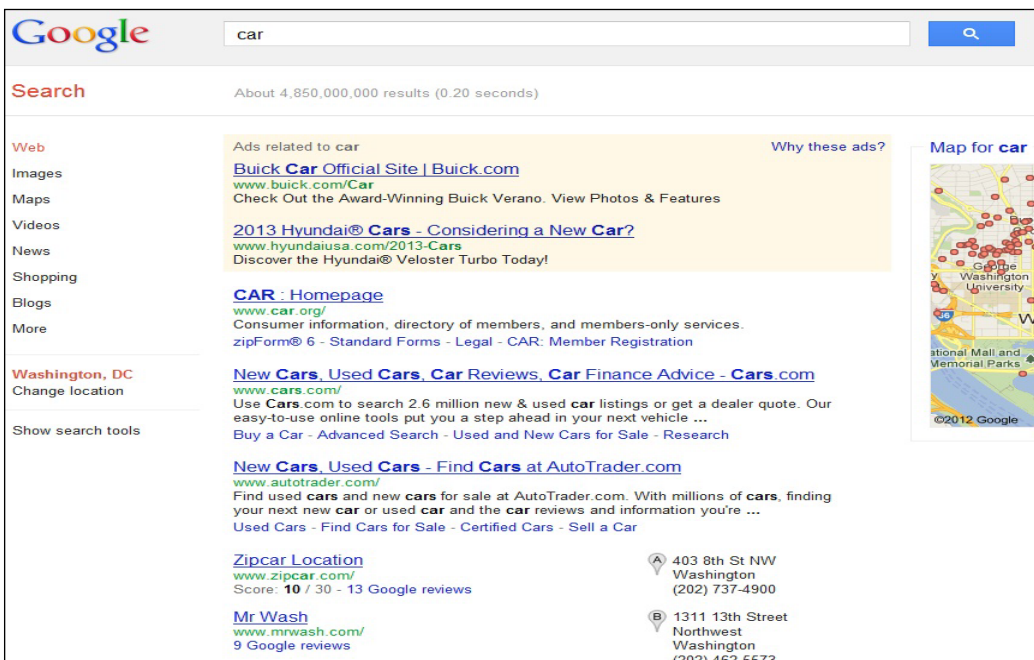 Google
car
Search
About 4,850,000,000 results (0.20 seconds)
Web
Images
Maps
Videos
News
Shopping
Blogs
More
Washington, DC
Change location
Show search tools
Ads related to car
Why these ads?
Buick Car Official Site | Buick.com
www.buick.com/Car
Check Out the Award-Winning Buick Verano. View Photos & Features
2013 Hyundai® Cars - Considering a New Car?
www.hyundaiusa.com/2013-Cars
Discover the Hyundai® Veloster Turbo Today!
CAR : Homepage
www.car.org/
Consumer information, directory of members, and members-only services.
zipForm® 6 - Standard Forms - Legal - CAR: Member Registration
New Cars, Used Cars, Car Reviews, Car Finance Advice - Cars.com
www.cars.com/
Use Cars.com to search 2.6 million new & used car listings or get a dealer quote. Our
easy-to-use online tools put you a step ahead in your next vehicle ...
Buy a Car - Advanced Search - Used and New Cars for Sale - Research
New Cars, Used Cars - Find Cars at AutoTrader.com
www.autotrader.com/
Find used cars and new cars for sale at AutoTrader.com. With millions of cars, finding
your next new car or used car and the car reviews and information you're ...
Used Cars - Find Cars for Sale - Certified Cars - Sell a Car
Zipcar Location
www.zipcar.com/
Score: 10 / 30 - 13 Google reviews
A
403 8th St NW
Washington
(202) 737-4900
Mr Wash
www.mrwash.com/
9 Google reviews
B
1311 13th Street
Northwest
Washington
(202) 462-5573
Map for car
George
Washington
University
66
W
ational Mall and
Memorial Parks
©2012 Google